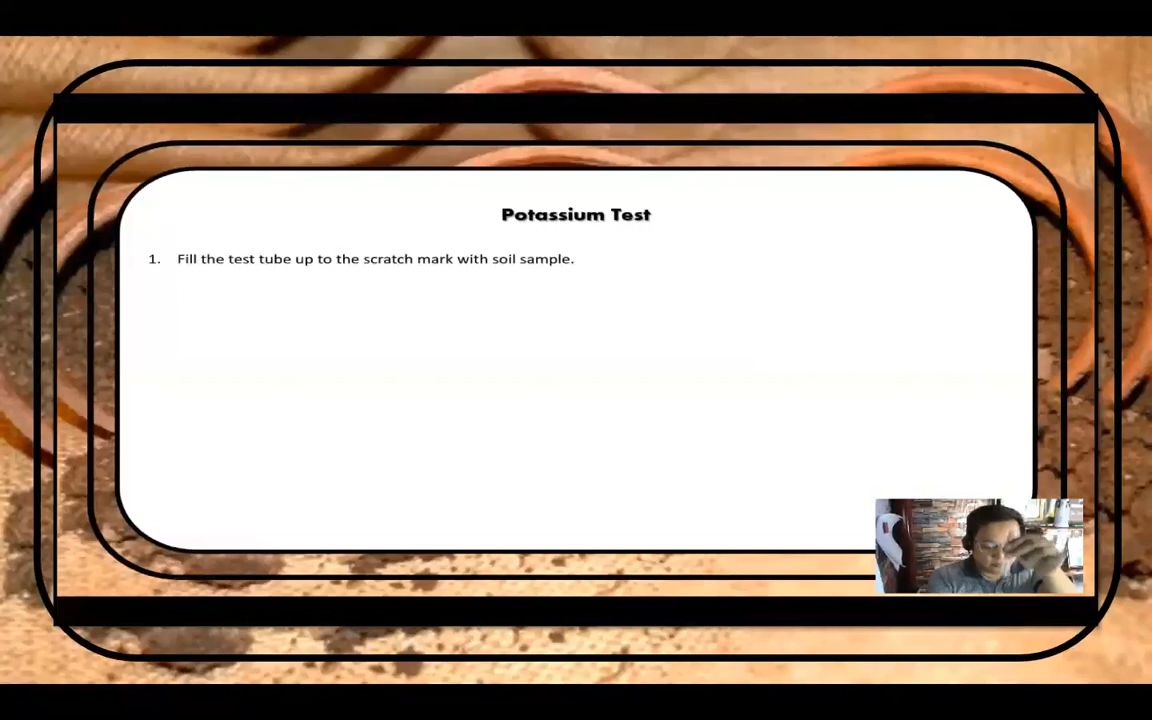 Potassium Test
1. Fill the test tube up to the scratch mark with soil sample.